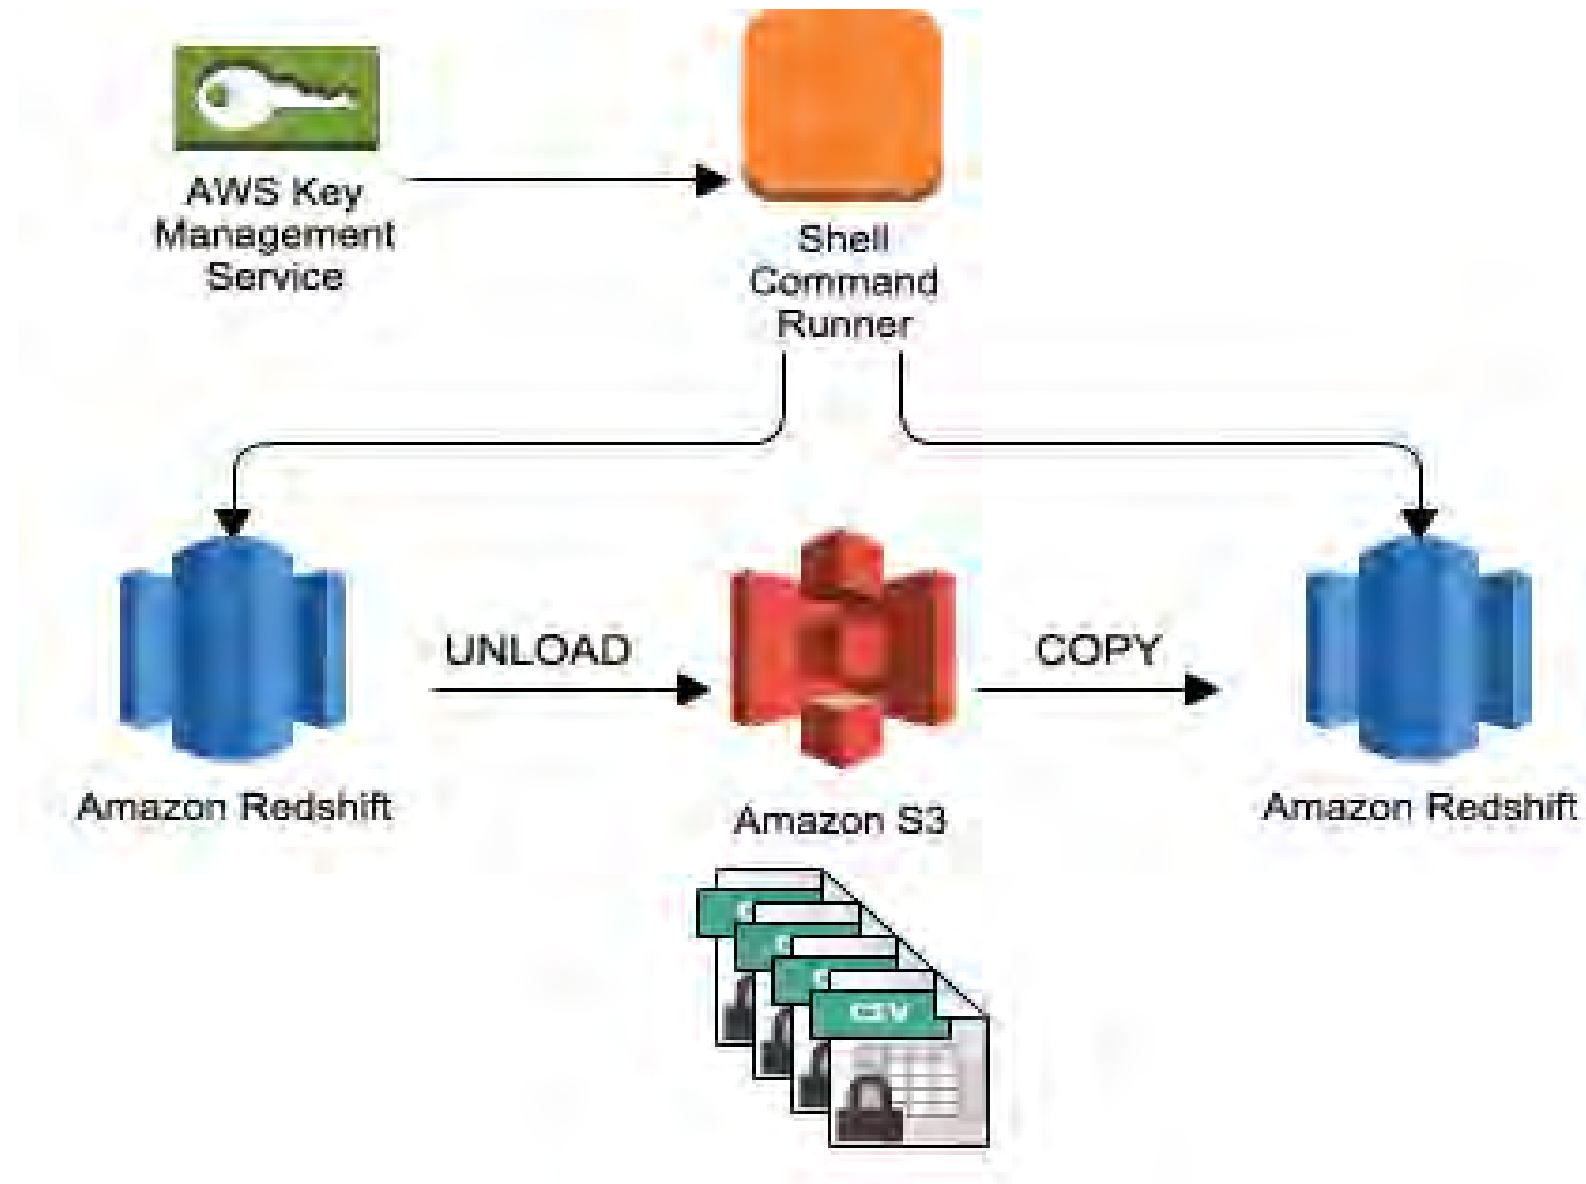 AWS Key
Management
Service
Shell
Command
Runner
UNLOAD
COPY
Amazon Redshift
Amazon S3
Amazon Redshift
CSV